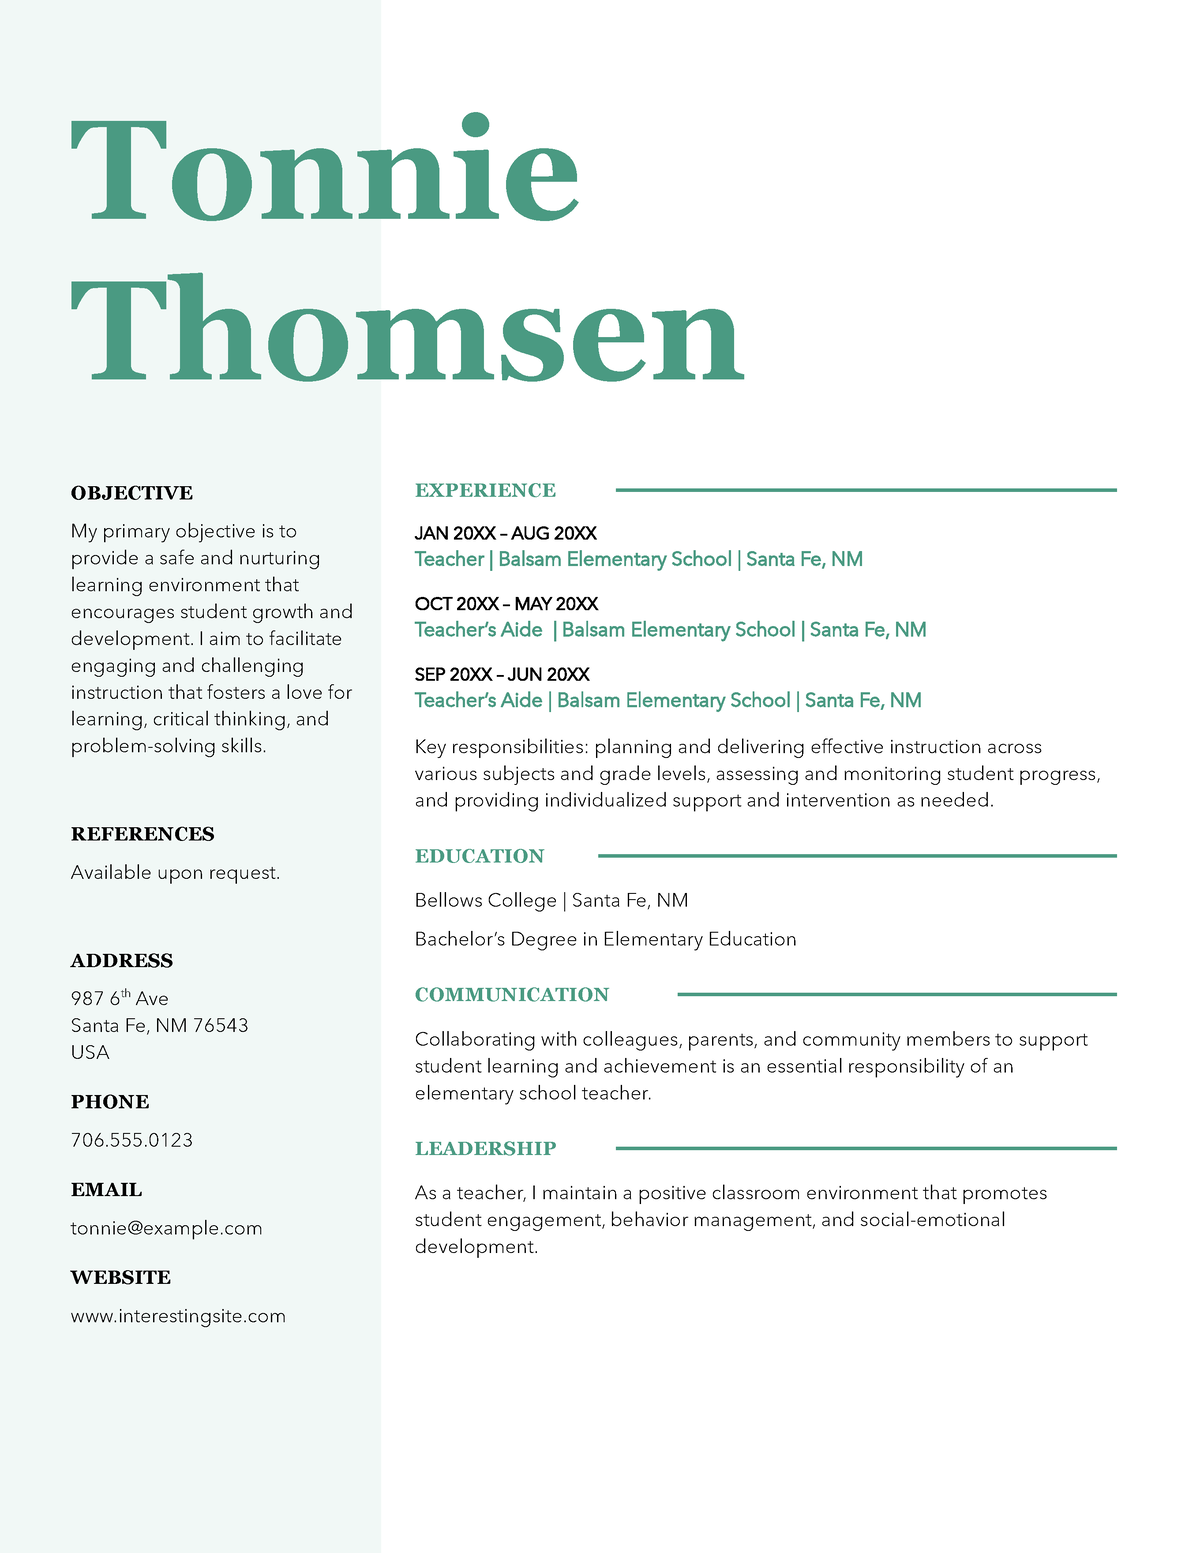 Tonnie
Thomsen
OBJECTIVE
My primary objective is to
provide a safe and nurturing
learning environment that
encourages student growth and
development. I aim to facilitate
engaging and challenging
instruction that fosters a love for
learning, critical thinking, and
problem-solving skills.
REFERENCES
Available upon request.
ADDRESS
987 6th Ave
Santa Fe, NM 76543
USA
PHONE
706.555.0123
EMAIL
tonnie@example.com
WEBSITE
www.interestingsite.com
EXPERIENCE
JAN 20XX – AUG 20XX
Teacher | Balsam Elementary School | Santa Fe, NM
OCT 20XX – MAY 20XX
Teacher’s Aide | Balsam Elementary School | Santa Fe, NM
SEP 20XX – JUN 20XX
Teacher’s Aide | Balsam Elementary School | Santa Fe, NM
Key responsibilities: planning and delivering effective instruction across
various subjects and grade levels, assessing and monitoring student progress,
and providing individualized support and intervention as needed.
EDUCATION
Bellows College | Santa Fe, NM
Bachelor’s Degree in Elementary Education
COMMUNICATION
Collaborating with colleagues, parents, and community members to support
student learning and achievement is an essential responsibility of an
elementary school teacher.
LEADERSHIP
As a teacher, I maintain a positive classroom environment that promotes
student engagement, behavior management, and social-emotional
development.